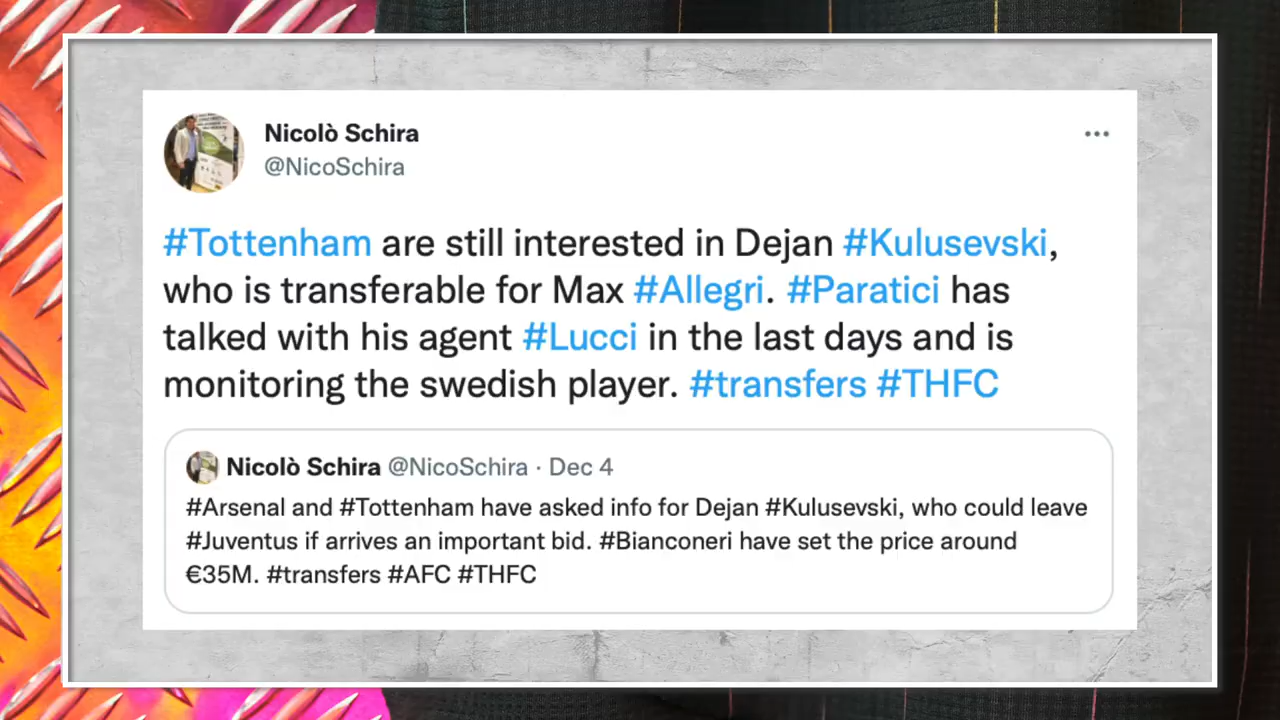 Nicolò Schira
@NicoSchira
#Tottenham are still interested in Dejan #Kulusevski,
who is transferable for Max #Allegri. #Paratici has
talked with his agent #Lucci in the last days and is
monitoring the swedish player. #transfers #THFC
Nicolò Schira @NicoSchira · Dec 4
#Arsenal and #Tottenham have asked info for Dejan #Kulusevski, who could leave
#Juventus if arrives an important bid. #Bianconeri have set the price around
€35M. #transfers #AFC #THFC